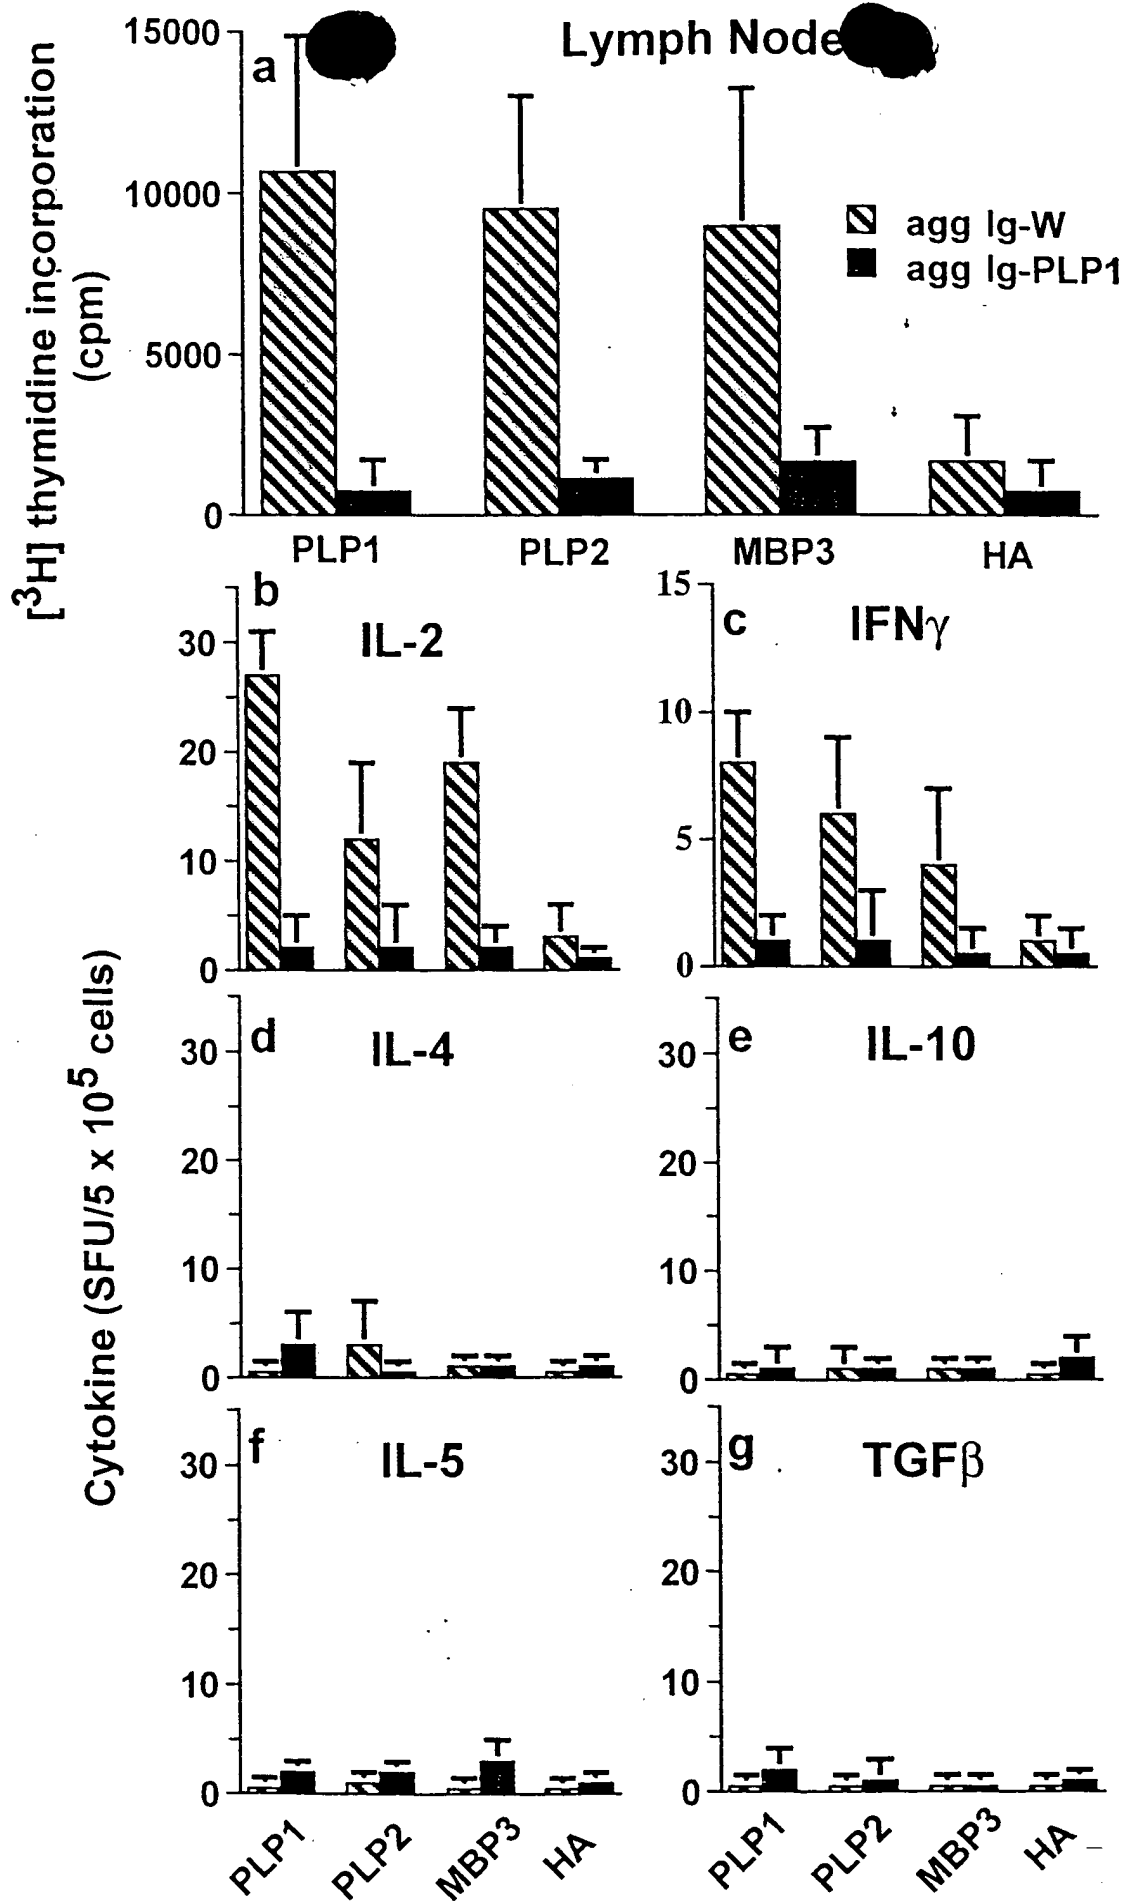 Lymph Node
a
[³H] thymidine incorporation
(cpm)
15000
10000
5000
0
agg Ig-W
agg Ig-PLP1
PLP1 PLP2 MBP3 HA
Cytokine (SFU/5 x 10⁵ cells)
b
IL-2
30
20
10
0
c
IFNγ
15
10
5
0
d
IL-4
30
20
10
0
e
IL-10
30
20
10
0
f
IL-5
30
20
10
0
PLP1 PLP2 MBP3 HA
g
TGFβ
30
20
10
0
PLP1 PLP2 MBP3 HA